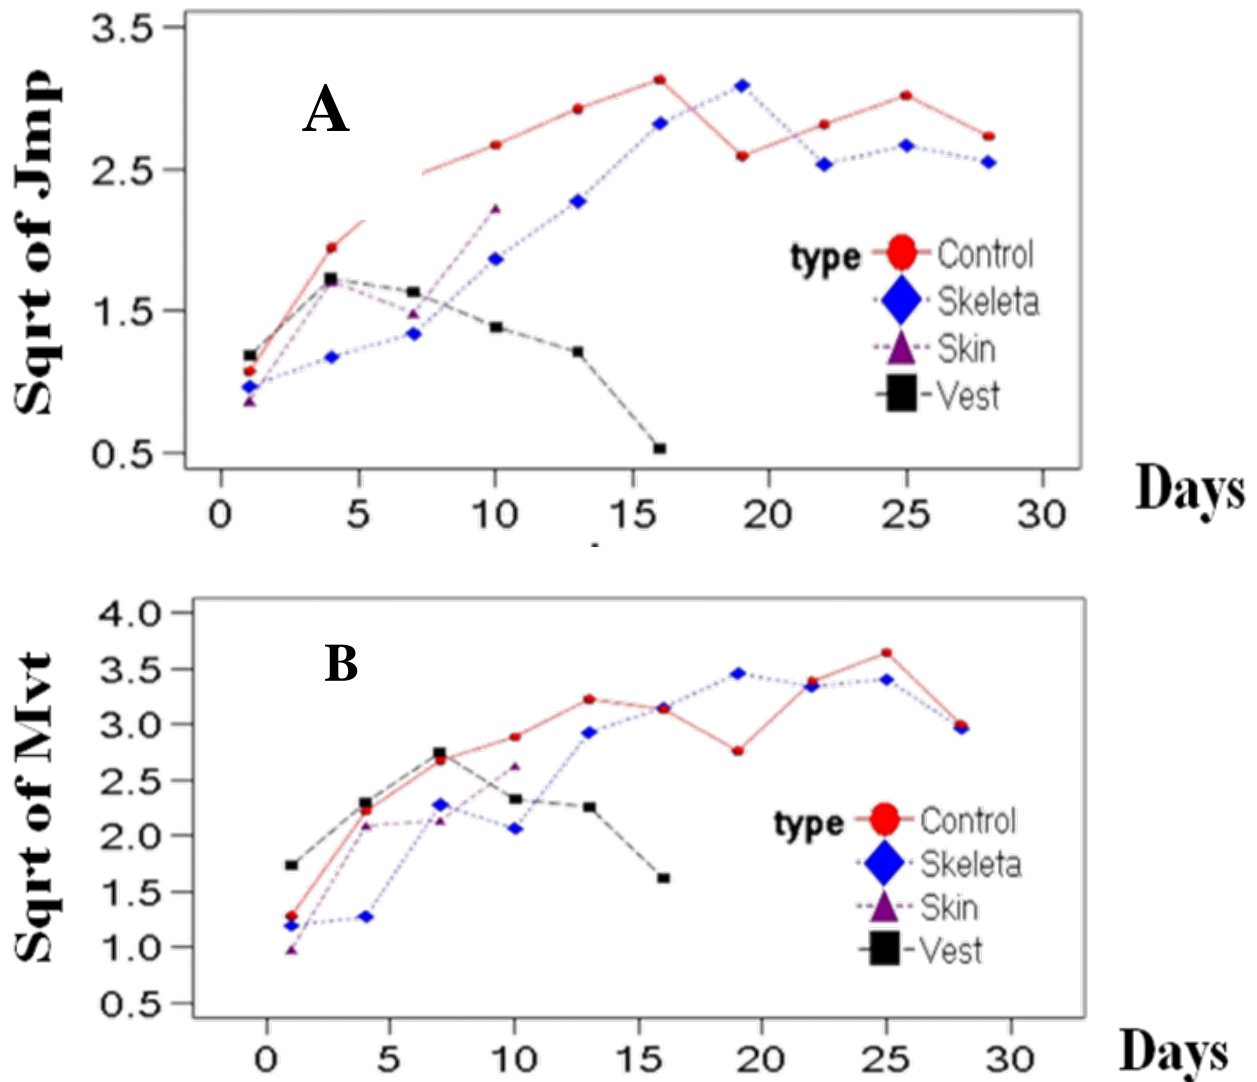 A
Sqrt of Jmp
3.5
2.5
1.5
0.5
type
Control
Skeleta
Skin
Vest
0 5 10 15 20 25 30
Days
B
Sqrt of Mvt
4.0
3.5
3.0
2.5
2.0
1.5
1.0
0.5
type
Control
Skeleta
Skin
Vest
0 5 10 15 20 25 30
Days